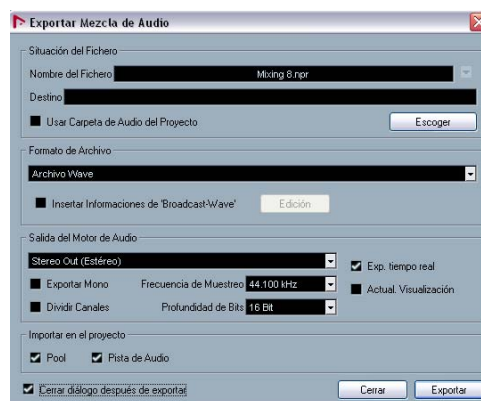 Exportar Mezcla de Audio
Situación del Fichero
Nombre del Fichero Mixing 8.npr
Destino
Usar Carpeta de Audio del Proyecto Escoger
Formato de Archivo
Archivo Wave
Insertar Informaciones de 'Broadcast-Wave' Edición
Salida del Motor de Audio
Stereo Out (Estéreo) Exp. tiempo real
Exportar Mono Frecuencia de Muestreo 44.100 kHz Actual. Visualización
Dividir Canales Profundidad de Bits 16 Bit
Importar en el proyecto
Pool Pista de Audio
Cerrar diálogo después de exportar Cerrar Exportar